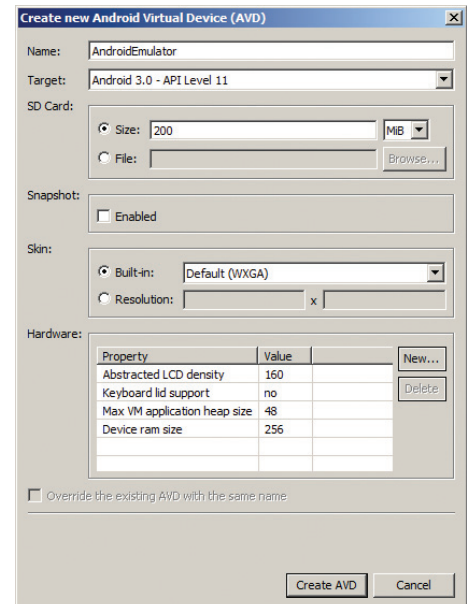 Create new Android Virtual Device (AVD)
Name: AndroidEmulator
Target: Android 3.0 - API Level 11
SD Card:
Size: 200 MiB
File: Browse...
Snapshot:
Enabled
Skin:
Built-in: Default (WXGA)
Resolution: x
Hardware:
Property Value New...
Abstracted LCD density 160
Keyboard lid support no Delete
Max VM application heap size 48
Device ram size 256
Override the existing AVD with the same name
Create AVD Cancel